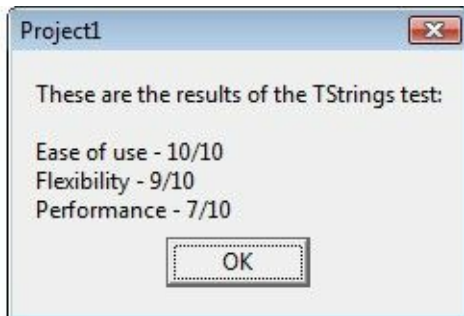 Project1
These are the results of the TStrings test:
Ease of use - 10/10
Flexibility - 9/10
Performance - 7/10
OK